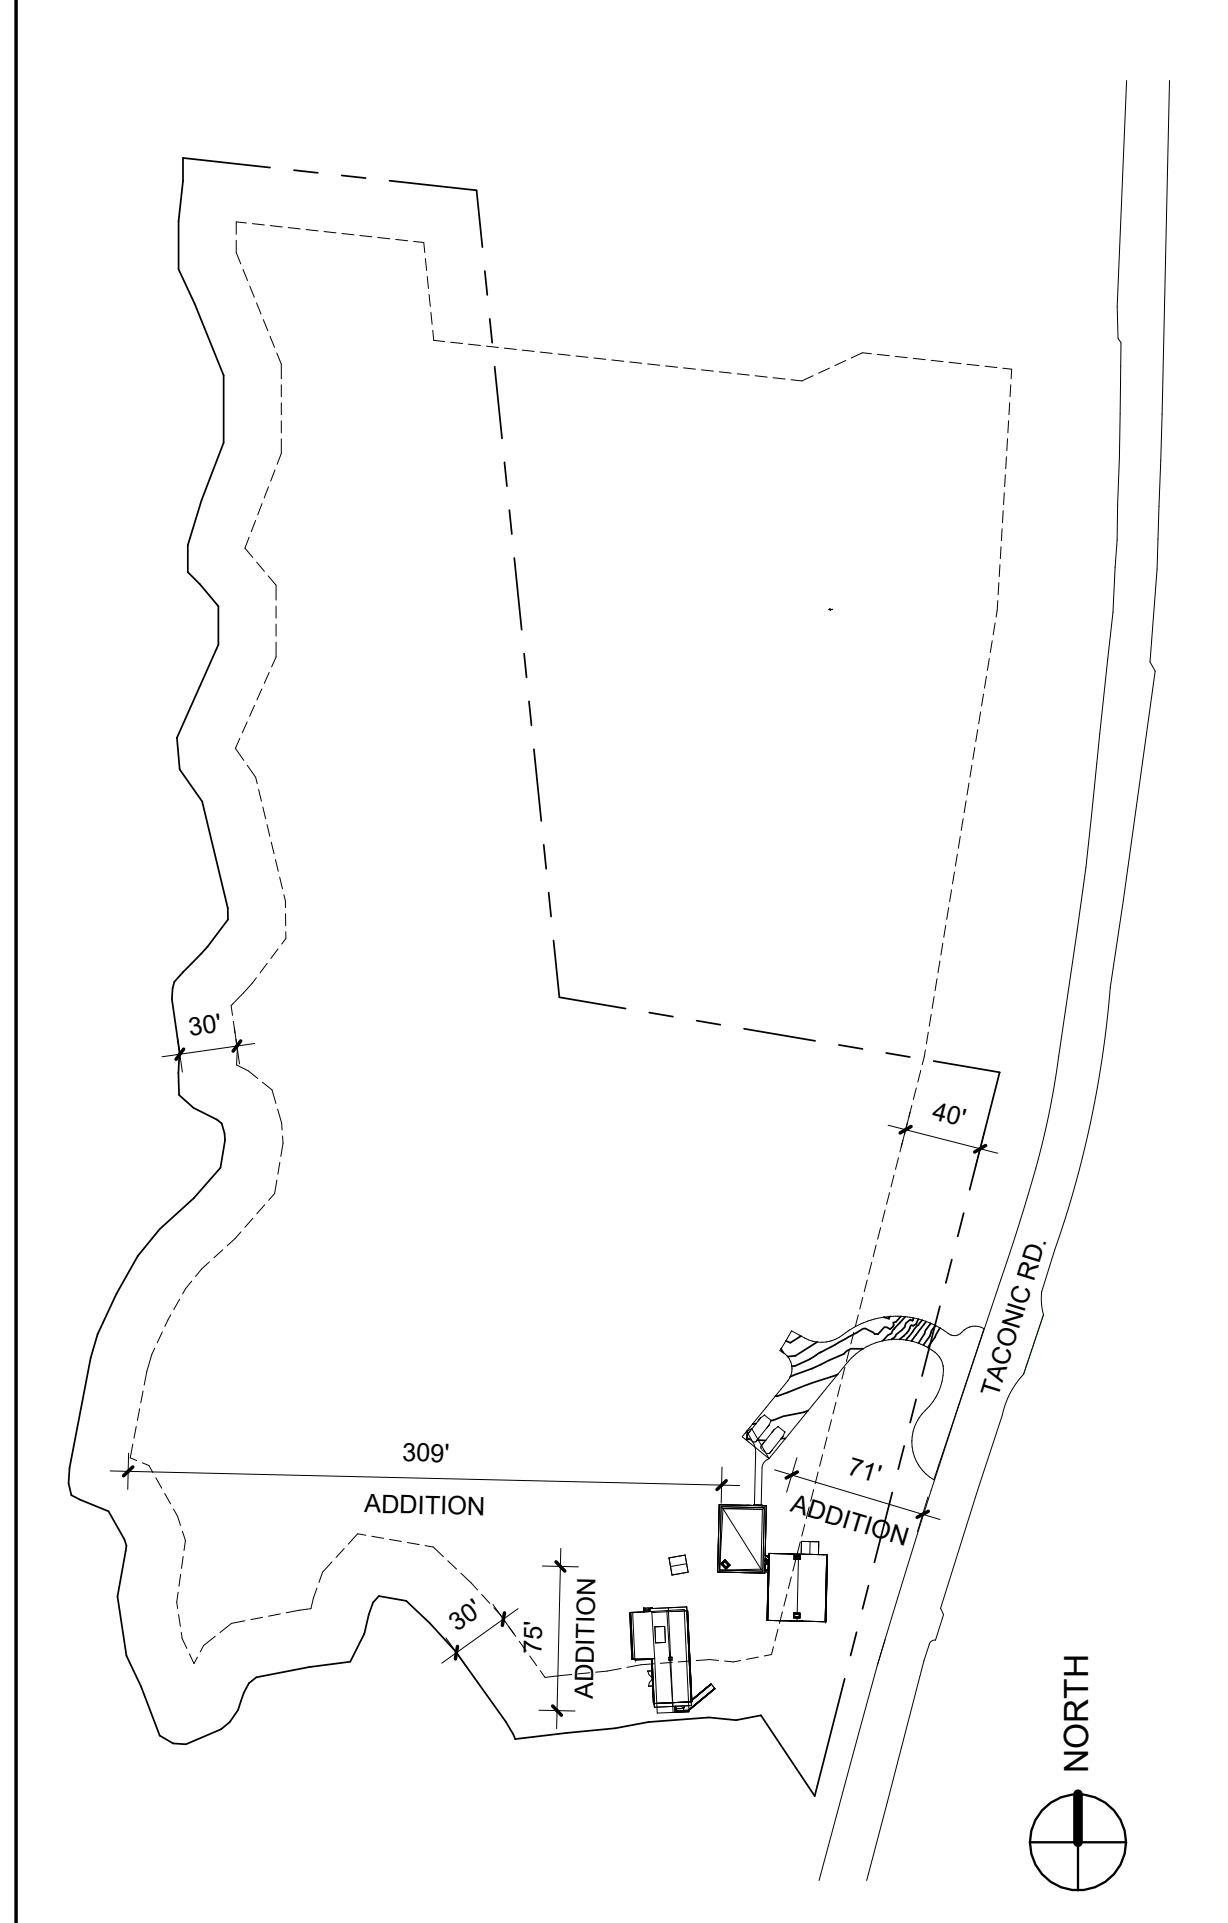 30'
40'
TACONIC RD.
309'
ADDITION
71'
ADDITION
30'
75'
ADDITION
NORTH